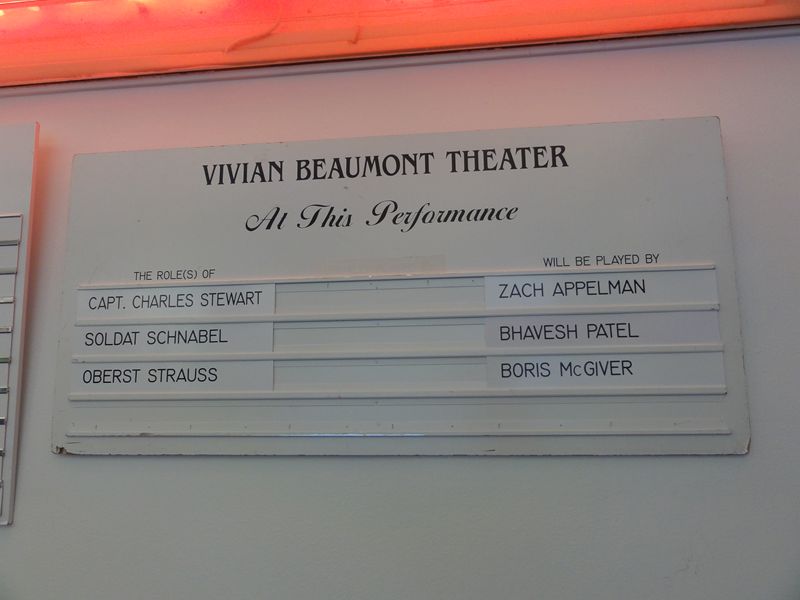 VIVIAN BEAUMONT THEATER
At This Performance
THE ROLE(S) OF WILL BE PLAYED BY
CAPT. CHARLES STEWART ZACH APPELMAN
SOLDAT SCHNABEL BHAVESH PATEL
OBERST STRAUSS BORIS McGIVER